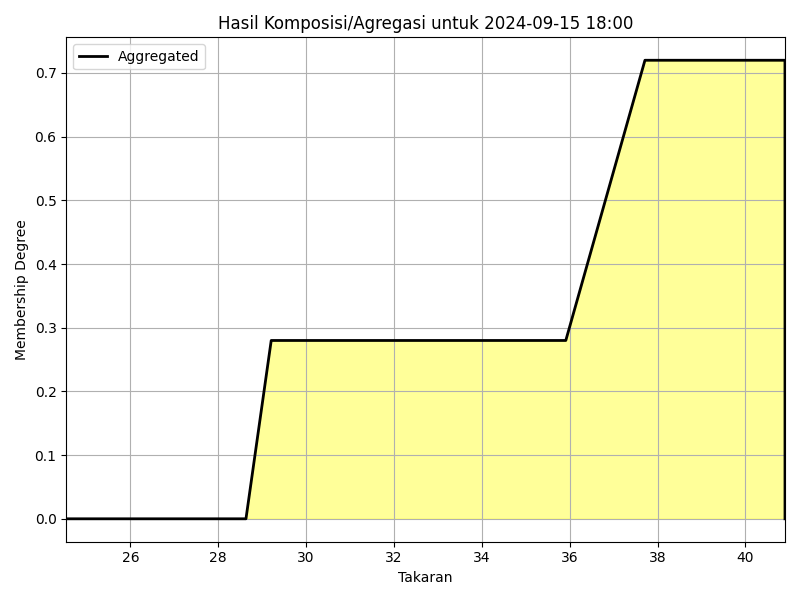 Hasil Komposisi/Agregasi untuk 2024-09-15 18:00
Aggregated
Membership Degree
0.7
0.6
0.5
0.4
0.3
0.2
0.1
0.0
26 28 30 32 34 36 38 40
Takaran